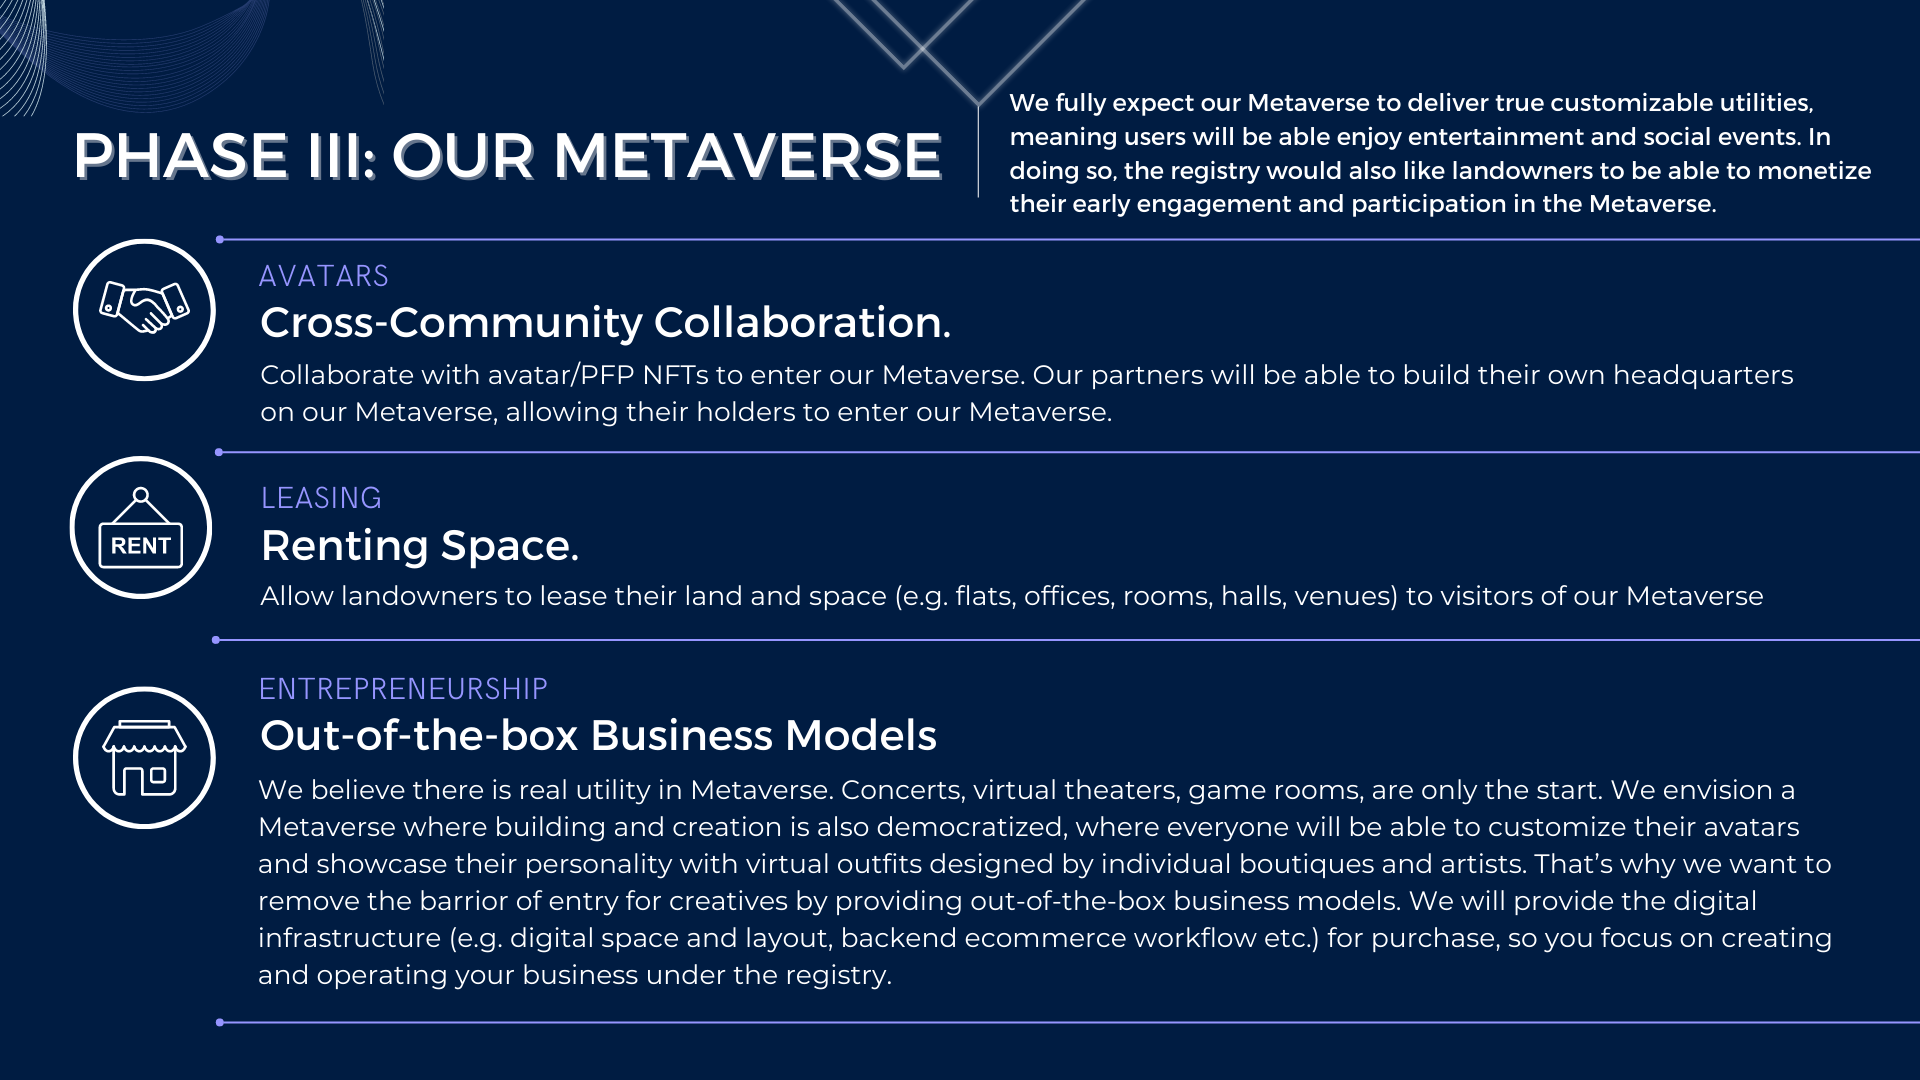 PHASE III: OUR METAVERSE
We fully expect our Metaverse to deliver true customizable utilities,
meaning users will be able enjoy entertainment and social events. In
doing so, the registry would also like landowners to be able to monetize
their early engagement and participation in the Metaverse.
AVATARS
Cross-Community Collaboration.
Collaborate with avatar/PFP NFTs to enter our Metaverse. Our partners will be able to build their own headquarters
on our Metaverse, allowing their holders to enter our Metaverse.
RENT
LEASING
Renting Space.
Allow landowners to lease their land and space (e.g. flats, offices, rooms, halls, venues) to visitors of our Metaverse
ENTREPRENEURSHIP
Out-of-the-box Business Models
We believe there is real utility in Metaverse. Concerts, virtual theaters, game rooms, are only the start. We envision a
Metaverse where building and creation is also democratized, where everyone will be able to customize their avatars
and showcase their personality with virtual outfits designed by individual boutiques and artists. That’s why we want to
remove the barrior of entry for creatives by providing out-of-the-box business models. We will provide the digital
infrastructure (e.g. digital space and layout, backend ecommerce workflow etc.) for purchase, so you focus on creating
and operating your business under the registry.